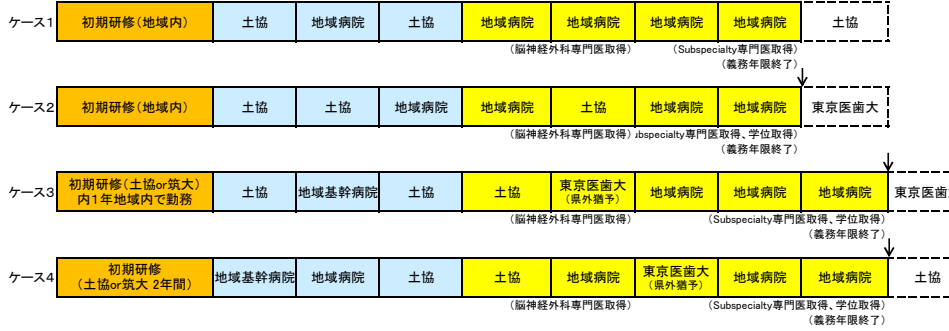 ケース1 初期研修(地域内) 土協 地域病院 土協 地域病院 地域病院 地域病院 地域病院 土協
(脳神経外科専門医取得) (Subspecialty専門医取得)
(義務年限終了)
↓
ケース2 初期研修(地域内) 土協 土協 地域病院 地域病院 土協 地域病院 地域病院 東京医歯大
(脳神経外科専門医取得) ubspecialty専門医取得、学位取得)
(義務年限終了)
↓
ケース3 初期研修(土協or筑大) 土協 地域基幹病院 土協 土協 東京医歯大 地域病院 地域病院 地域病院 東京医歯
内1年地域内で勤務 (県外猶予)
(脳神経外科専門医取得) (Subspecialty専門医取得、学位取得)
(義務年限終了)
↓
ケース4 初期研修 地域基幹病院 地域病院 土協 土協 地域病院 東京医歯大 地域病院 地域病院 土協
(土協or筑大 2年間) (県外猶予)
(脳神経外科専門医取得) (Subspecialty専門医取得、学位取得)
(義務年限終了)